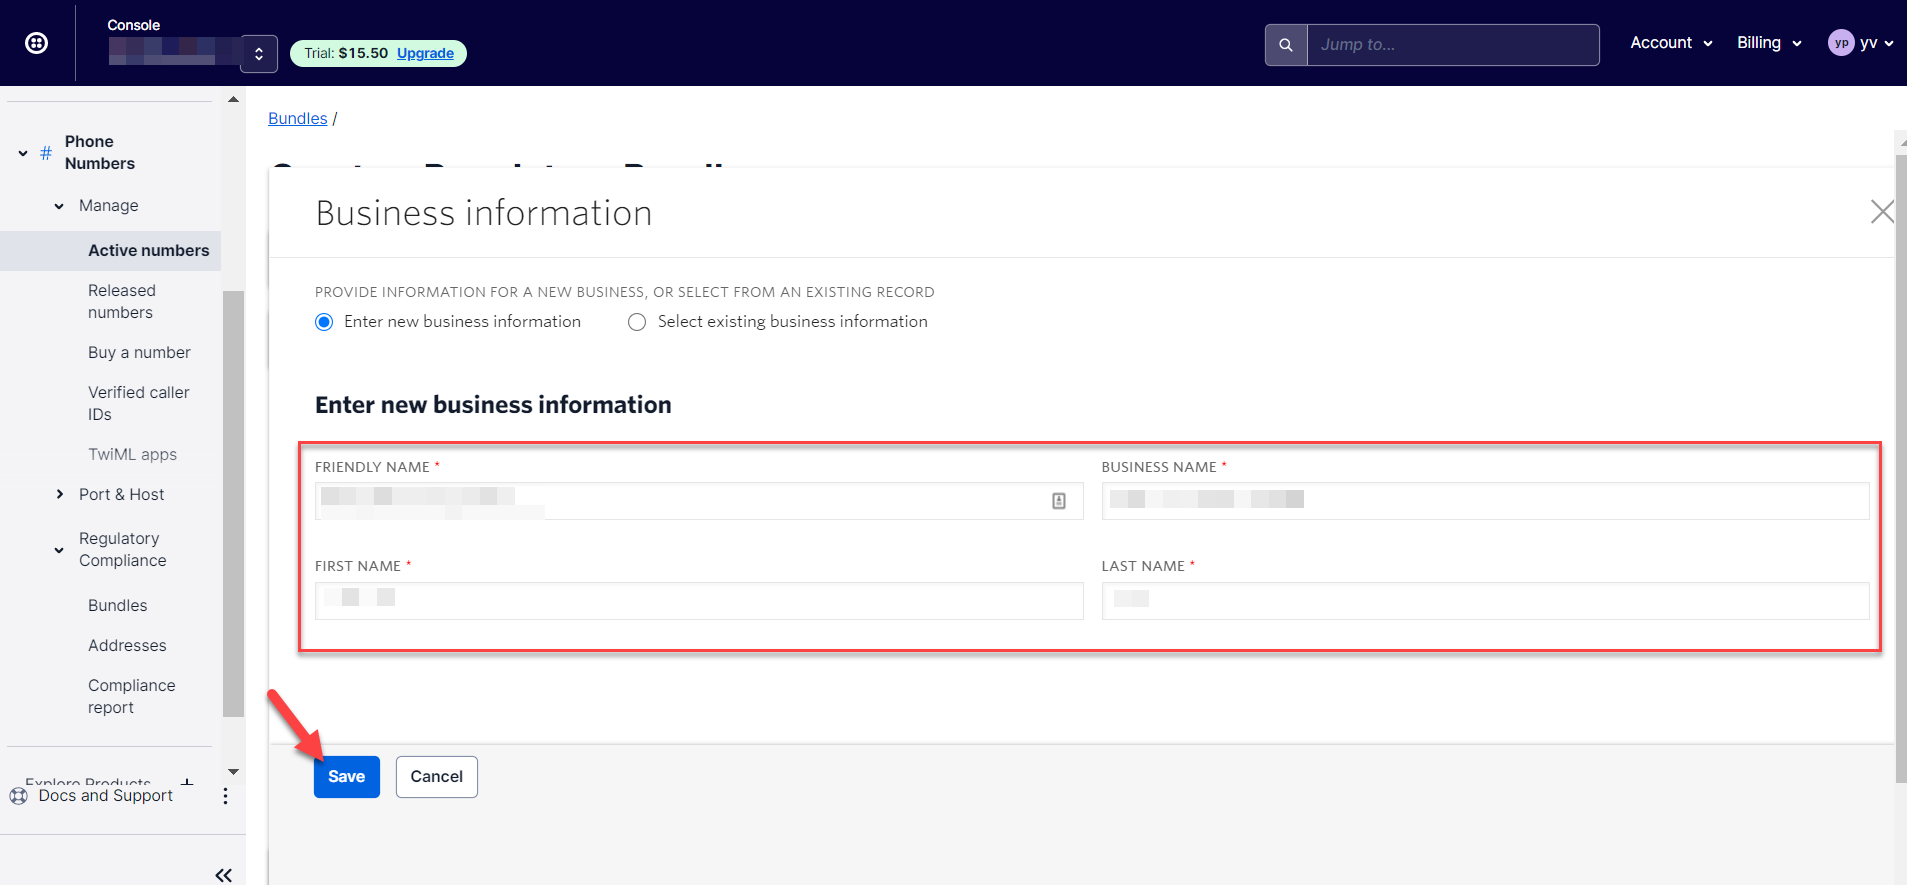 Console
Trial: $15.50 Upgrade
Jump to...
Account
Billing
yp yv
Phone
Numbers
Manage
Active numbers
Released
numbers
Buy a number
Verified caller
IDs
TwiML apps
Port & Host
Regulatory
Compliance
Bundles
Addresses
Compliance
report
Explore Products
Docs and Support
Bundles /
Business information
PROVIDE INFORMATION FOR A NEW BUSINESS, OR SELECT FROM AN EXISTING RECORD
Enter new business information
Select existing business information
Enter new business information
FRIENDLY NAME *
BUSINESS NAME *
FIRST NAME *
LAST NAME *
Save
Cancel